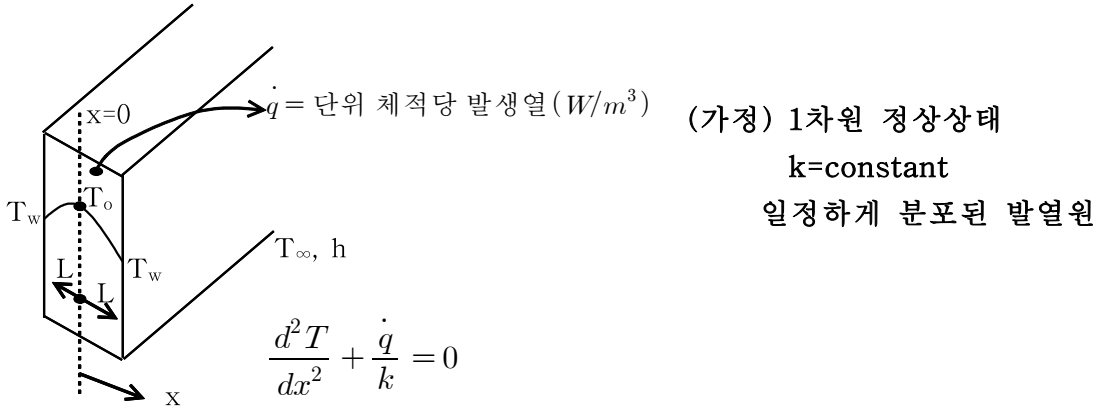 x=0
q̇ = 단위 체적당 발생열(W/m³)
(가정) 1차원 정상상태
k=constant
일정하게 분포된 발열원
T_w
T_o
T_∞, h
T_w
L
L
d²T/dx² + q̇/k = 0
x